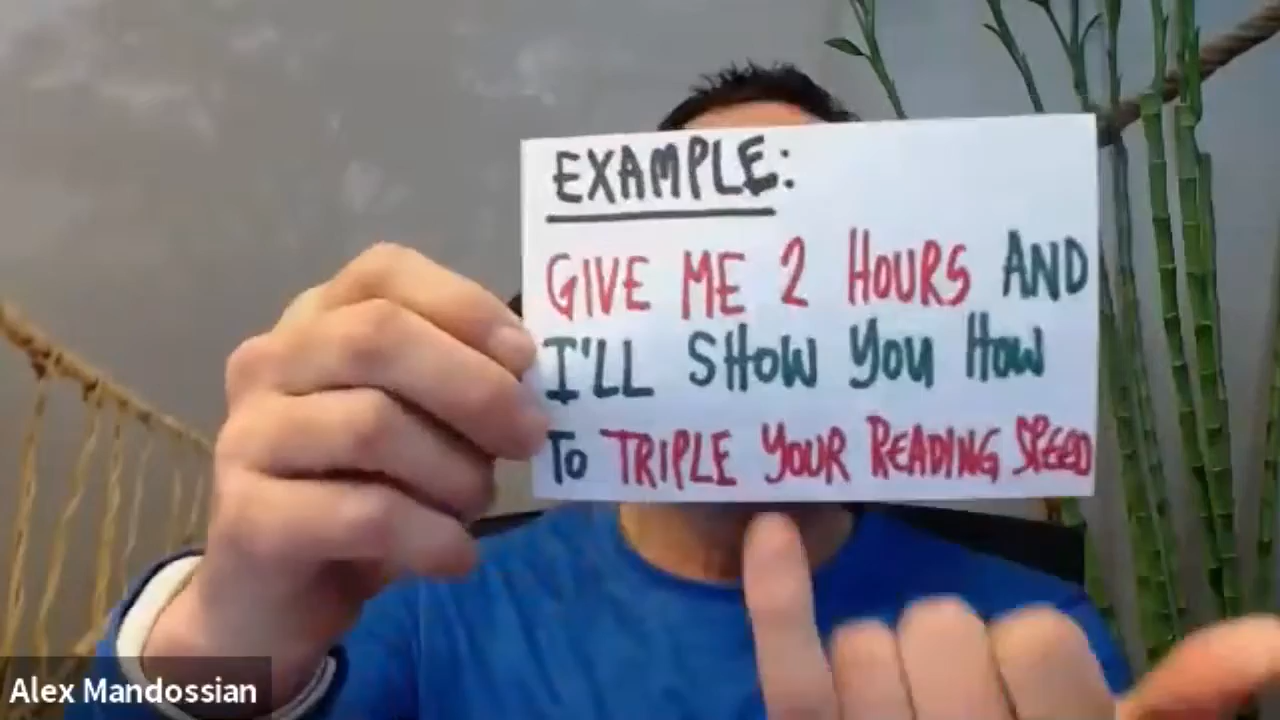 EXAMPLE:
GIVE ME 2 HOURS AND
I'LL SHOW YOU HOW
TO TRIPLE YOUR READING SPEED
Alex Mandossian